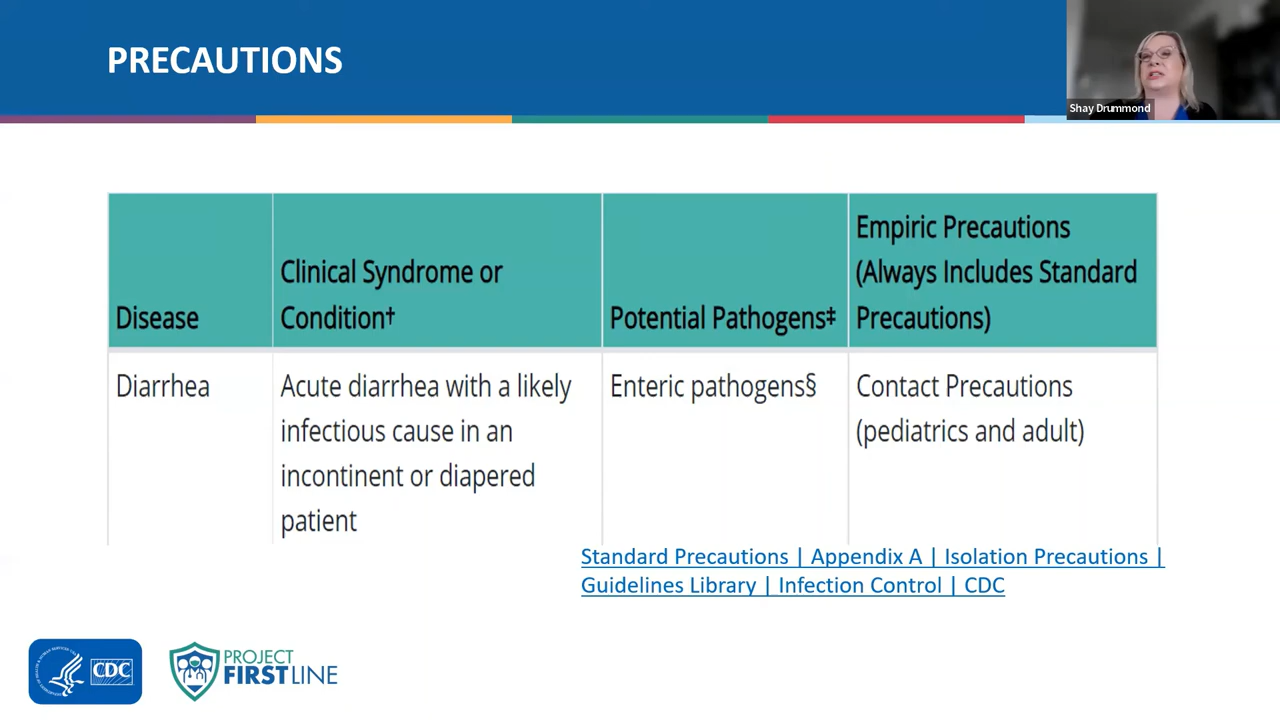 PRECAUTIONS
Shay Drummond
Disease
Clinical Syndrome or
Condition†
Potential Pathogens‡
Empiric Precautions
(Always Includes Standard
Precautions)
Diarrhea
Acute diarrhea with a likely
infectious cause in an
incontinent or diapered
patient
Enteric pathogens§
Contact Precautions
(pediatrics and adult)
Standard Precautions | Appendix A | Isolation Precautions |
Guidelines Library | Infection Control | CDC
CDC
PROJECT
FIRSTLINE